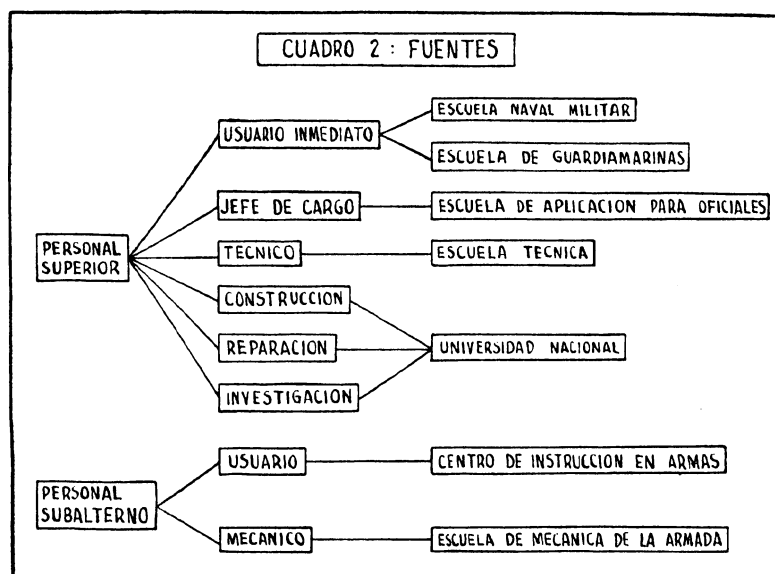 CUADRO 2 : FUENTES
PERSONAL
SUPERIOR
USUARIO INMEDIATO
ESCUELA NAVAL MILITAR
ESCUELA DE GUARDIAMARINAS
JEFE DE CARGO
ESCUELA DE APLICACION PARA OFICIALES
TECNICO
ESCUELA TECNICA
CONSTRUCCION
REPARACION
INVESTIGACION
UNIVERSIDAD NACIONAL
PERSONAL
SUBALTERNO
USUARIO
CENTRO DE INSTRUCCION EN ARMAS
MECANICO
ESCUELA DE MECANICA DE LA ARMADA